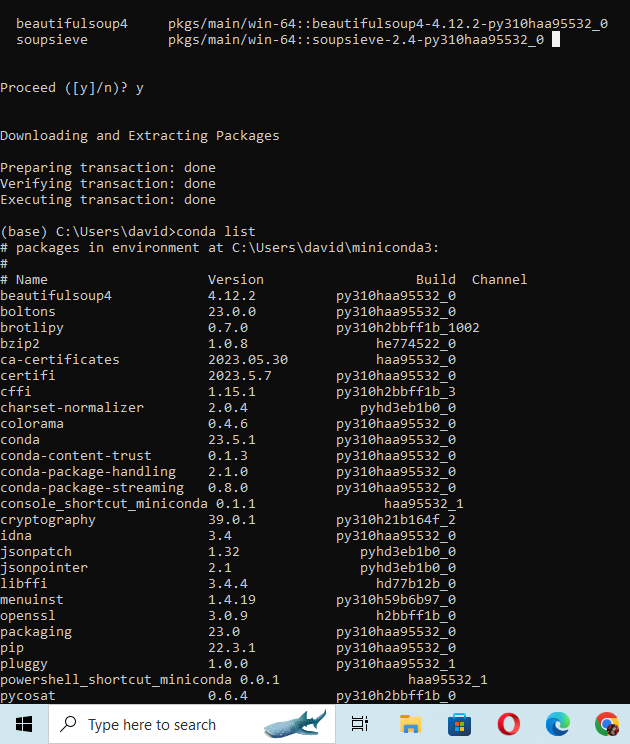 beautifulsoup4 pkgs/main/win-64::beautifulsoup4-4.12.2-py310haa95532_0
soupsieve pkgs/main/win-64::soupsieve-2.4-py310haa95532_0
Proceed ([y]/n)? y
Downloading and Extracting Packages
Preparing transaction: done
Verifying transaction: done
Executing transaction: done
(base) C:\Users\david>conda list
# packages in environment at C:\Users\david\miniconda3:
#
# Name Version Build Channel
beautifulsoup4 4.12.2 py310haa95532_0
boltons 23.0.0 py310haa95532_0
brotlipy 0.7.0 py310h2bbff1b_1002
bzip2 1.0.8 he774522_0
ca-certificates 2023.05.30 haa95532_0
certifi 2023.5.7 py310haa95532_0
cffi 1.15.1 py310h2bbff1b_3
charset-normalizer 2.0.4 pyhd3eb1b0_0
colorama 0.4.6 py310haa95532_0
conda 23.5.1 py310haa95532_0
conda-content-trust 0.1.3 py310haa95532_0
conda-package-handling 2.1.0 py310haa95532_0
conda-package-streaming 0.8.0 py310haa95532_0
console_shortcut_miniconda 0.1.1 haa95532_1
cryptography 39.0.1 py310h21b164f_2
idna 3.4 py310haa95532_0
jsonpatch 1.32 pyhd3eb1b0_0
jsonpointer 2.1 pyhd3eb1b0_0
libffi 3.4.4 hd77b12b_0
menuinst 1.4.19 py310h59b6b97_0
openssl 3.0.9 h2bbff1b_0
packaging 23.0 py310haa95532_0
pip 22.3.1 py310haa95532_0
pluggy 1.0.0 py310haa95532_1
powershell_shortcut_miniconda 0.0.1 haa95532_1
pycosat 0.6.4 py310h2bbff1b_0
Type here to search